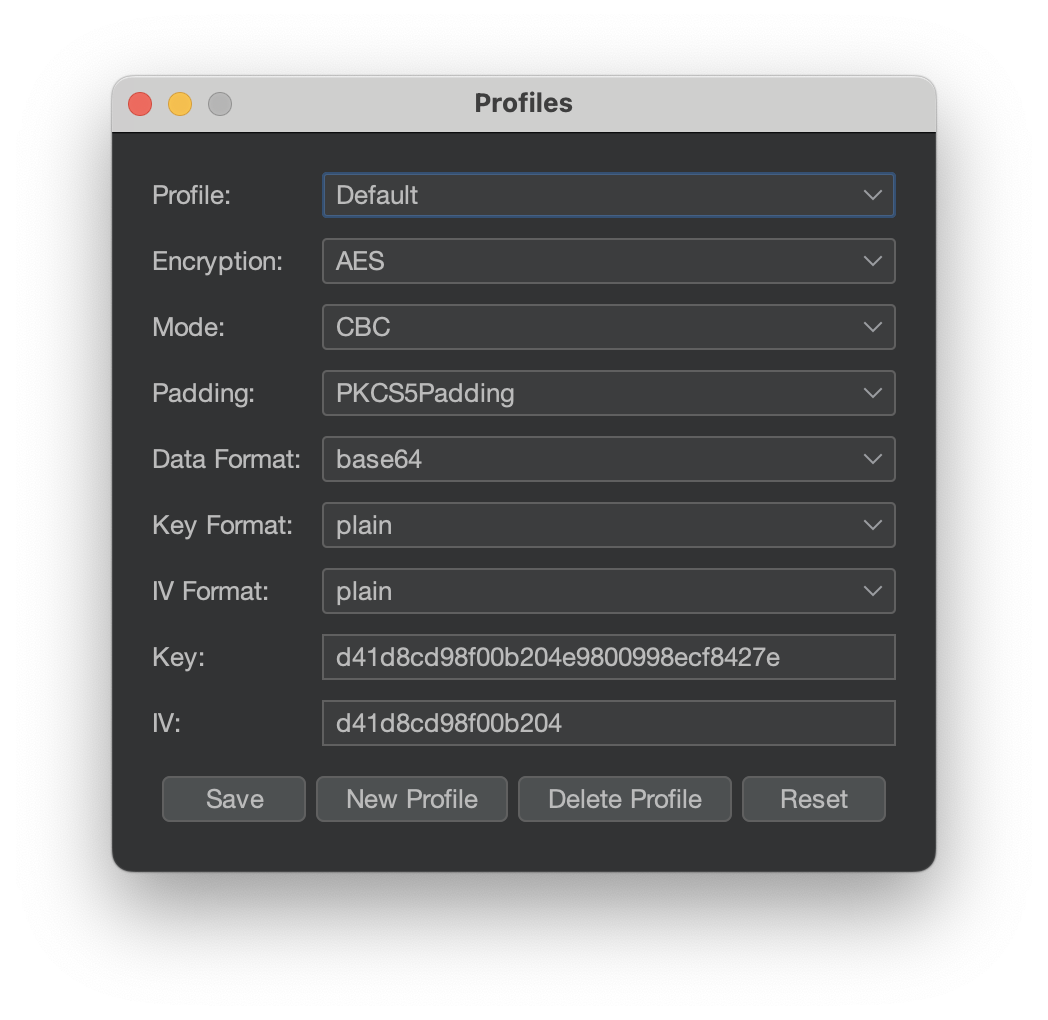 Profiles
Profile: Default
Encryption: AES
Mode: CBC
Padding: PKCS5Padding
Data Format: base64
Key Format: plain
IV Format: plain
Key: d41d8cd98f00b204e9800998ecf8427e
IV: d41d8cd98f00b204
Save New Profile Delete Profile Reset